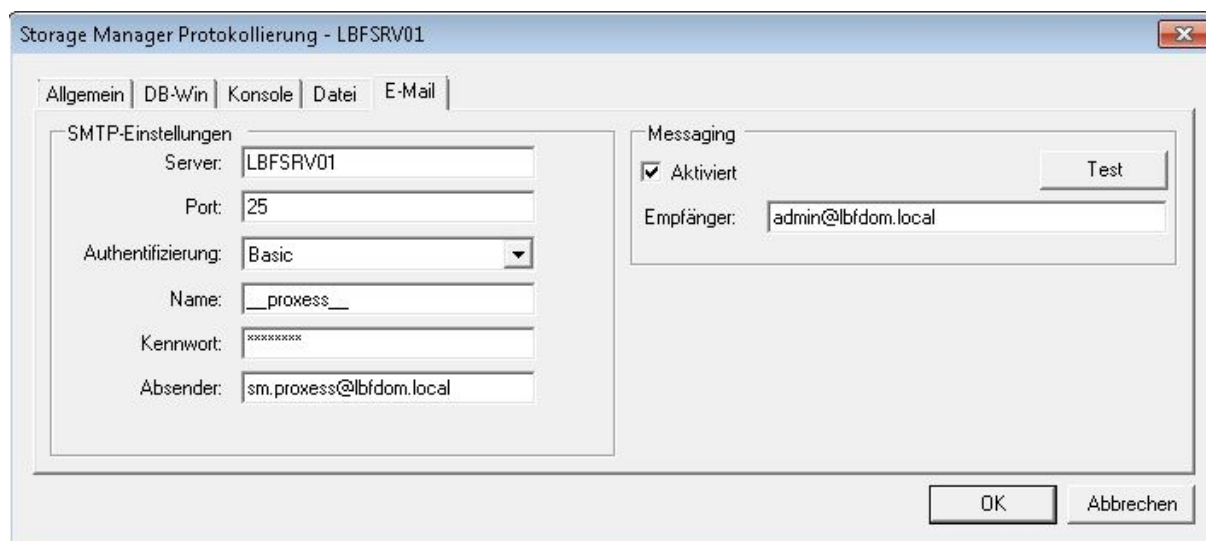 Storage Manager Protokollierung - LBFSRV01
Allgemein DB-Win Konsole Datei E-Mail
SMTP-Einstellungen
Server: LBFSRV01
Port: 25
Authentifizierung: Basic
Name: __proxess__
Kennwort: ********
Absender: sm.proxess@lbfdom.local
Messaging
Aktiviert
Test
Empfänger: admin@lbfdom.local
OK Abbrechen